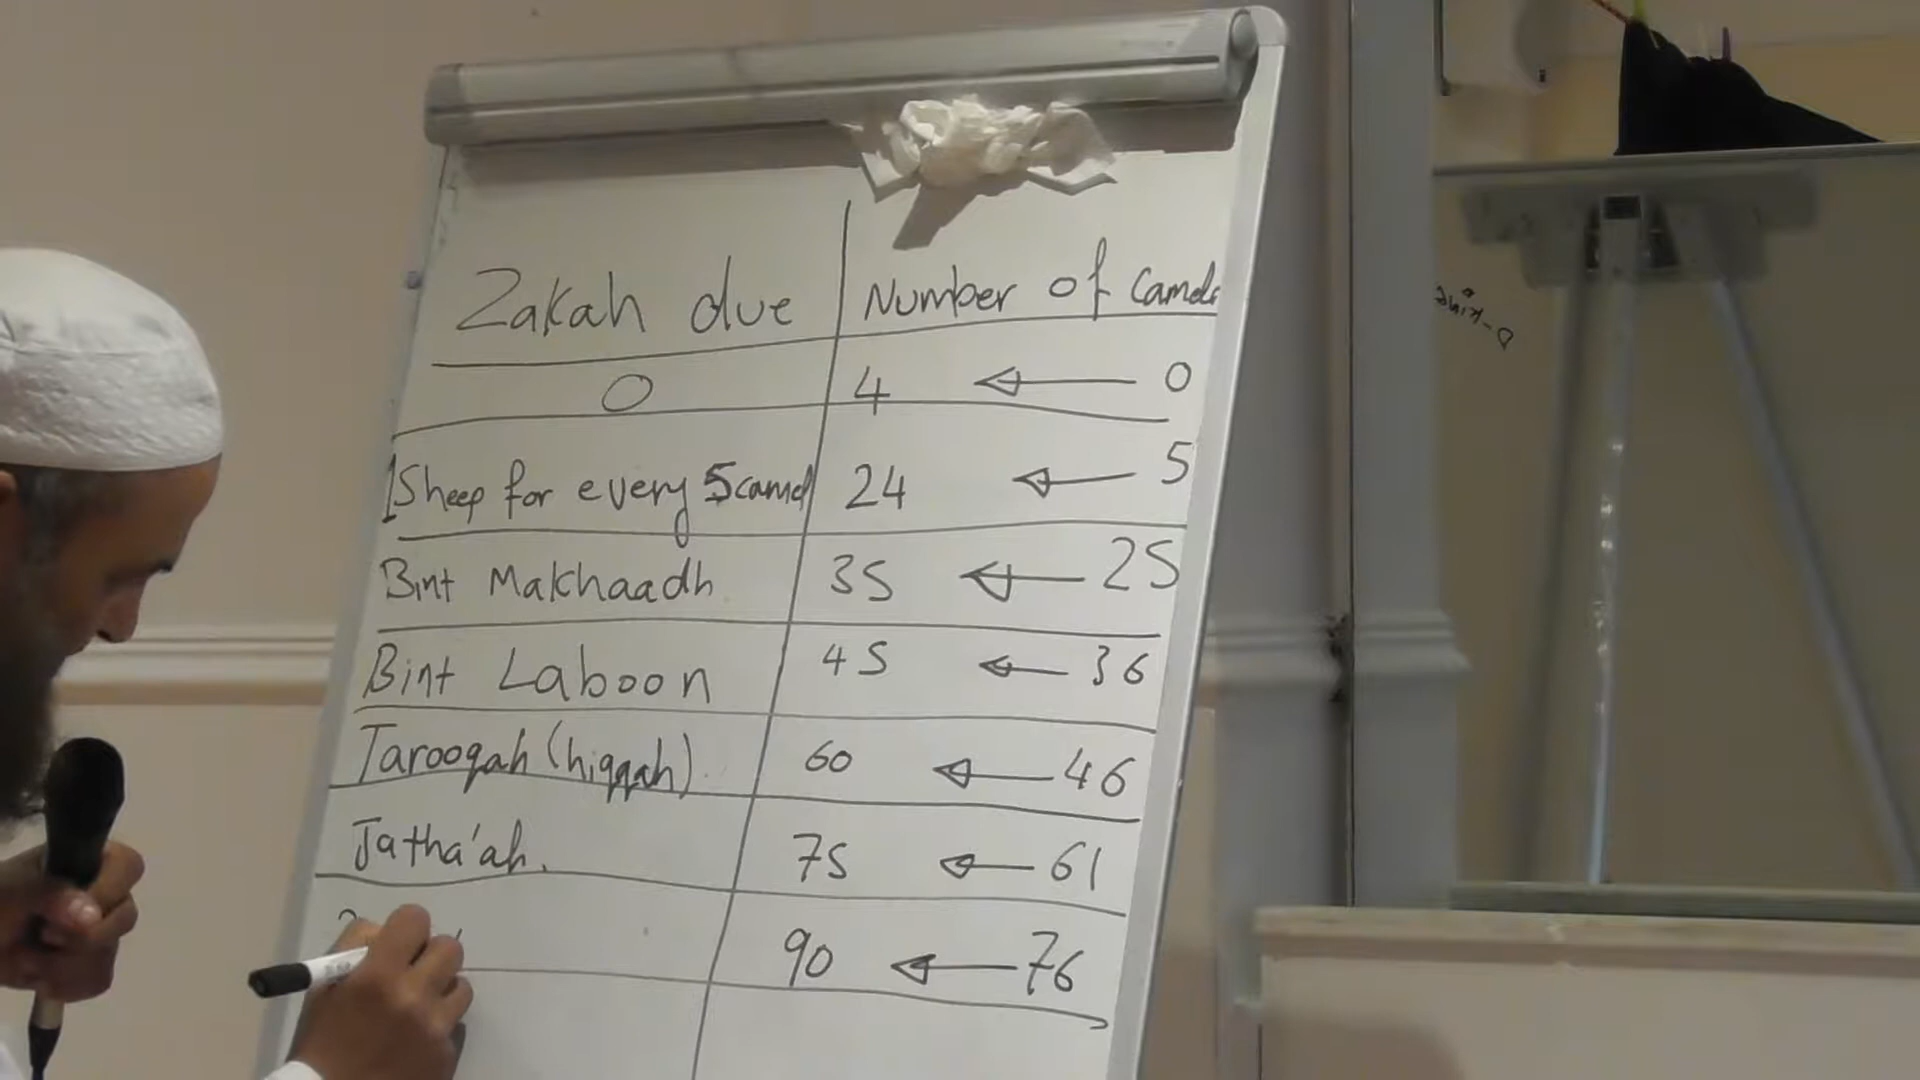 Zakah due Number of Camels
0 4 ← 0
1 Sheep for every 5 camel 24 ← 5
Bint Makhaadh 35 ← 25
Bint Laboon 45 ← 36
Tarooqah (hiqqah). 60 ← 46
Jatha'ah. 75 ← 61
90 ← 76